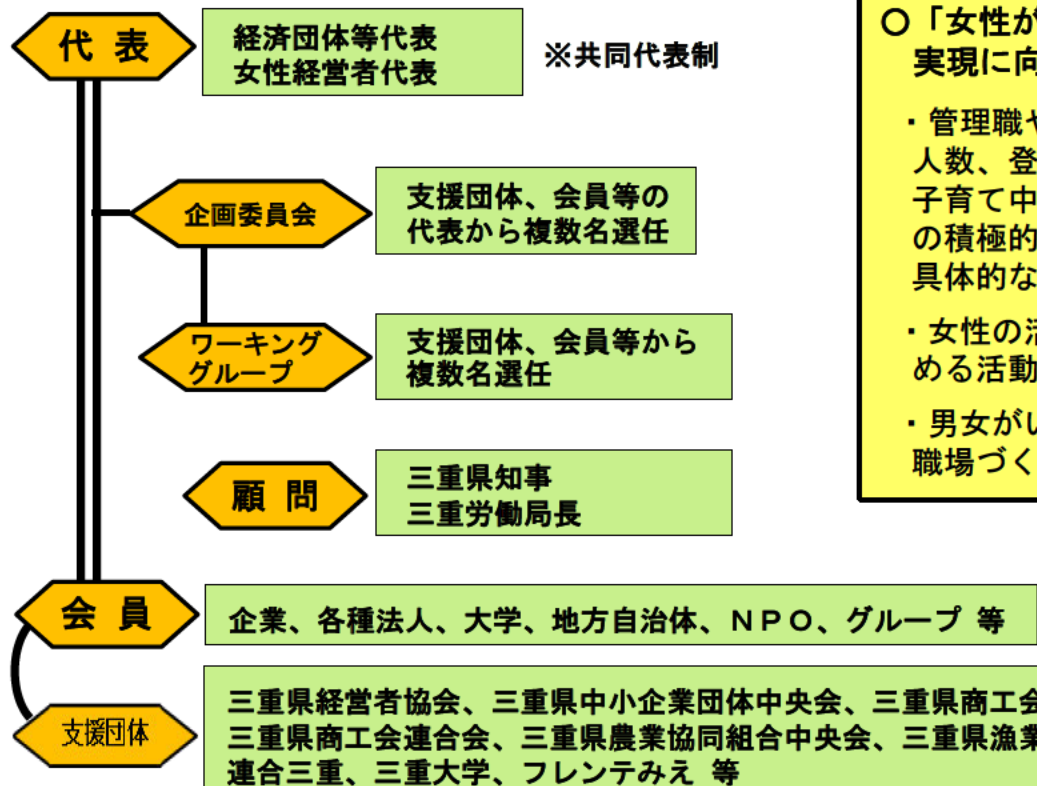 代 表
経済団体等代表
女性経営者代表
※共同代表制
企画委員会
支援団体、会員等の
代表から複数名選任
ワーキング
グループ
支援団体、会員等から
複数名選任
顧 問
三重県知事
三重労働局長
会 員
企業、各種法人、大学、地方自治体、NPO、グループ 等
支援団体
三重県経営者協会、三重県中小企業団体中央会、三重県商工会
三重県商工会連合会、三重県農業協同組合中央会、三重県漁業
連合三重、三重大学、フレンテみえ 等
○「女性が
実現に向
・管理職や
人数、登
子育て中
の積極的
具体的な
・女性の活
める活動
・男女がい
職場づく